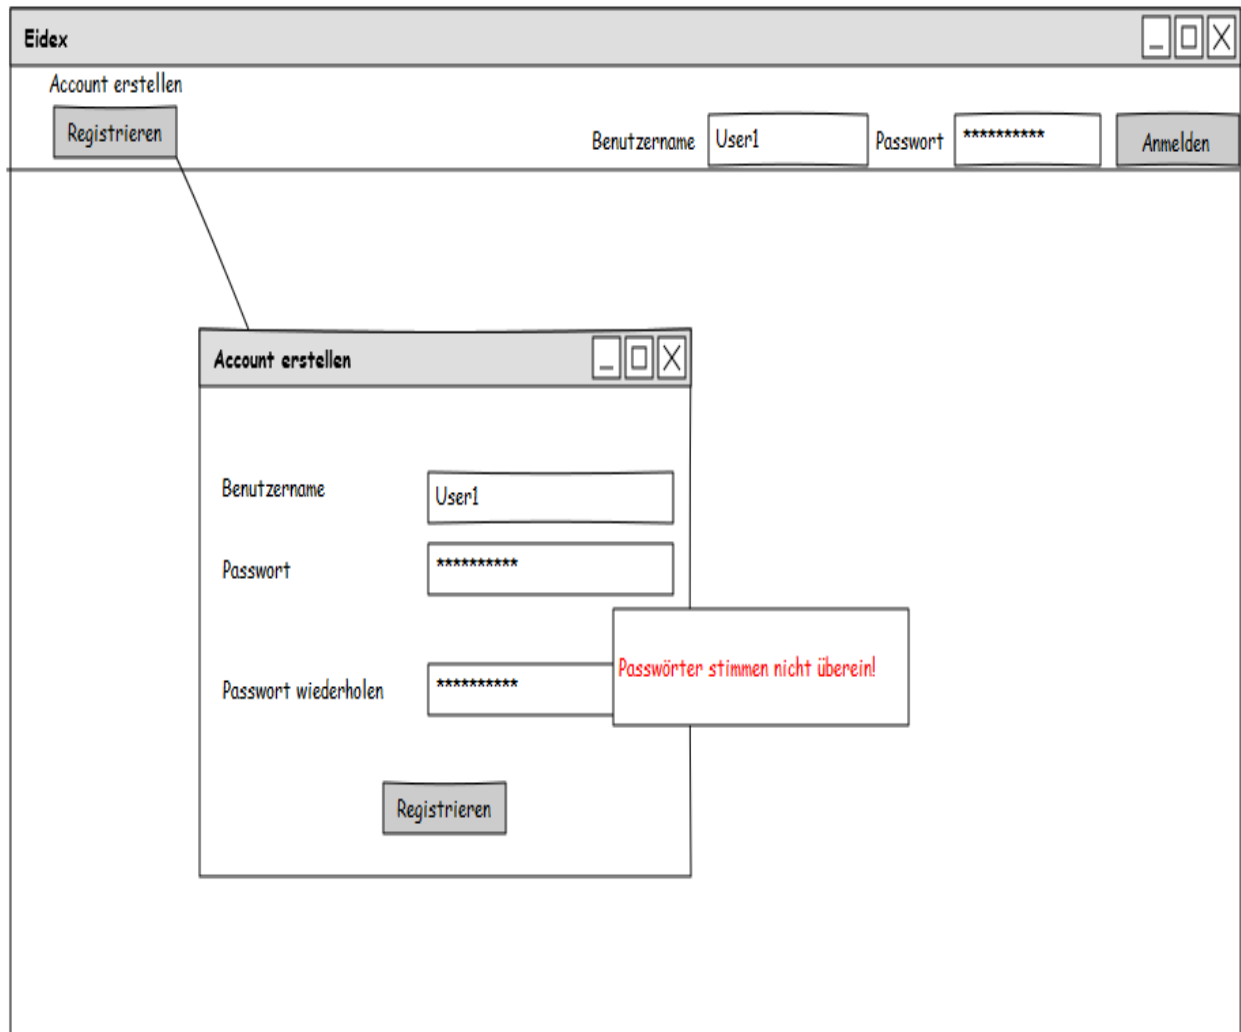 Eidex
Account erstellen
Registrieren
Benutzername User1 Passwort ********** Anmelden
Account erstellen
Benutzername User1
Passwort **********
Passwörter stimmen nicht überein!
Passwort wiederholen **********
Registrieren